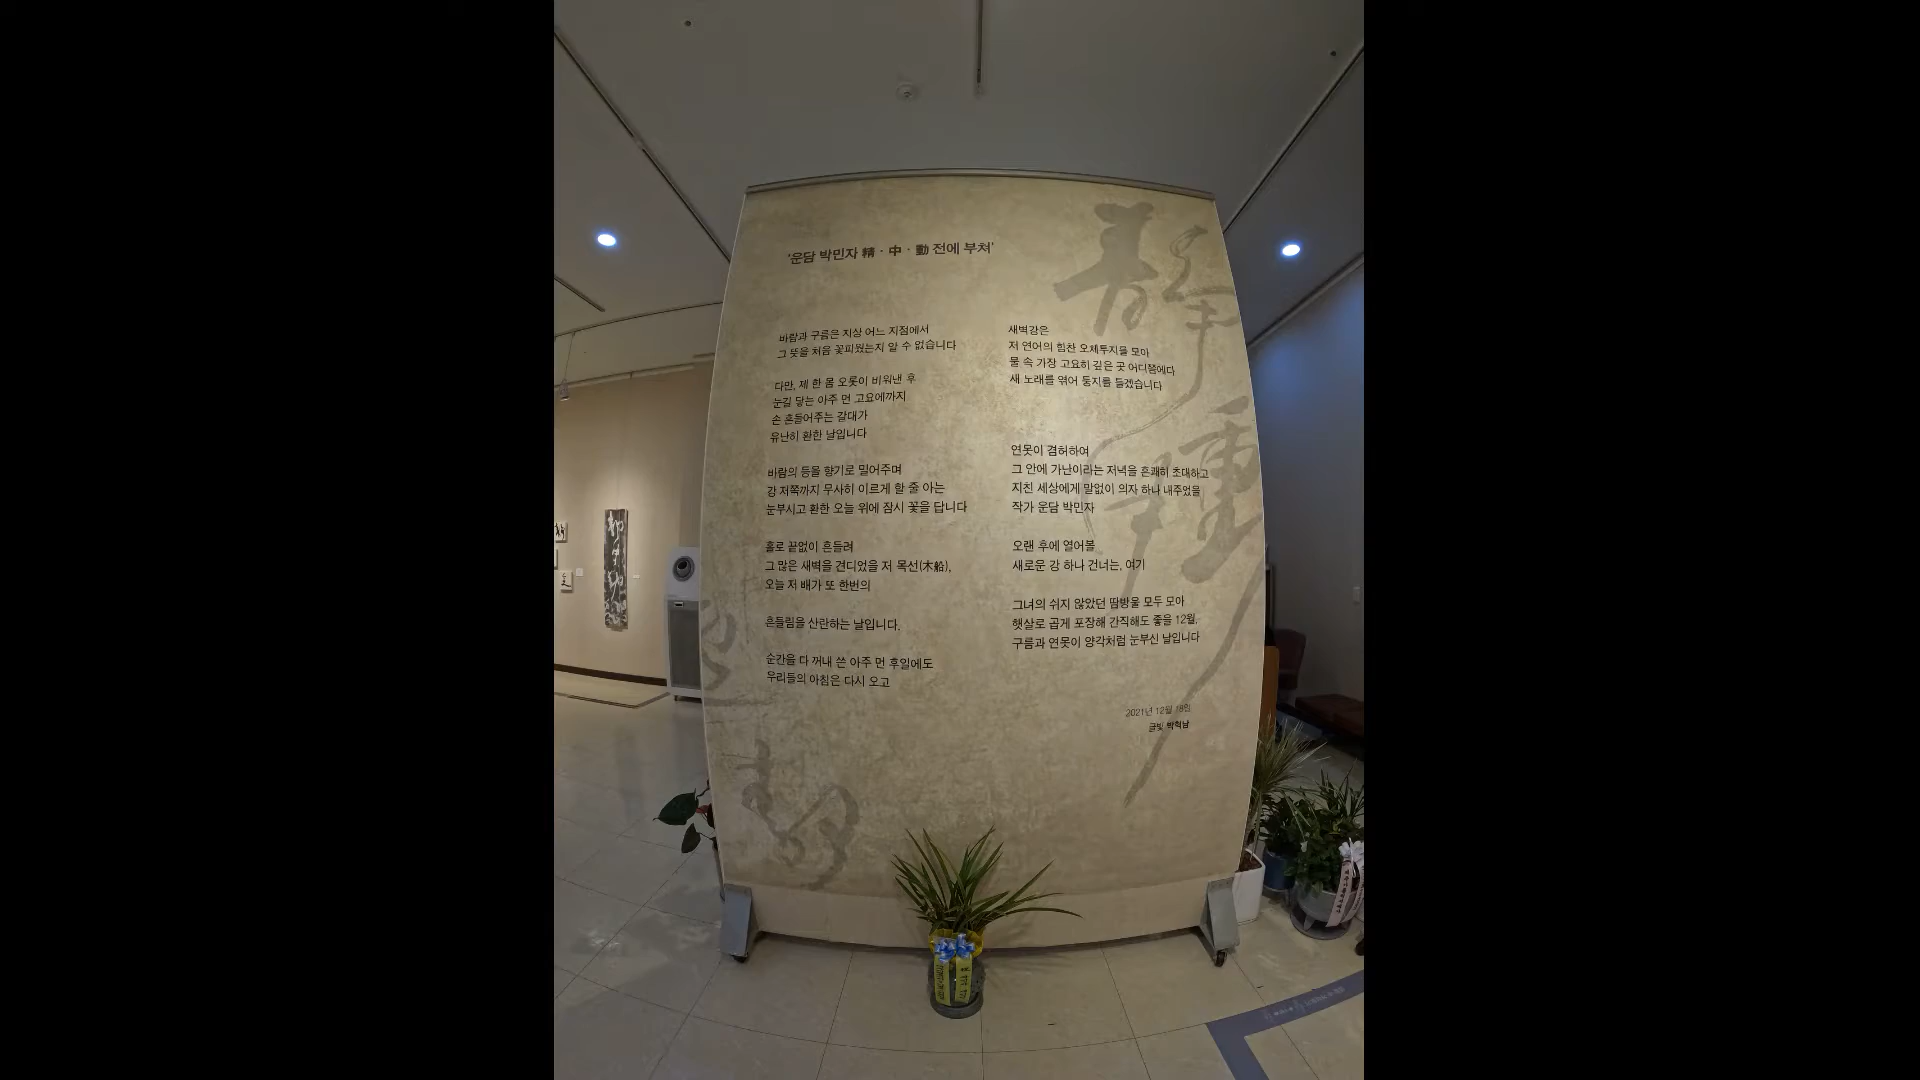 '운담 박민자 精 · 中 · 動 전에 부쳐'
바람과 구름은 지상 어느 지점에서
그 뜻을 처음 꽃피웠는지 알 수 없습니다
다만, 제 한 몸 오롯이 비워낸 후
눈길 닿는 아주 먼 고요에까지
손 흔들어주는 갈대가
유난히 환한 날입니다
바람의 등을 향기로 밀어주며
강 저쪽까지 무사히 이르게 할 줄 아는
눈부시고 환한 오늘 위에 잠시 꽃을 답니다
홀로 끝없이 흔들려
그 많은 새벽을 견디었을 저 목선(木船),
오늘 저 배가 또 한번의
흔들림을 산란하는 날입니다.
순간을 다 꺼내 쓴 아주 먼 후일에도
우리들의 아침은 다시 오고
새벽강은
저 연어의 힘찬 오체투지를 모아
물 속 가장 고요히 깊은 곳 어디쯤에다
새 노래를 엮어 둥지를 틀겠습니다
연못이 겸허하여
그 안에 가난이라는 저녁을 흔쾌히 초대하고
지친 세상에게 말없이 의자 하나 내주었을
작가 운담 박민자
오랜 후에 열어볼
새로운 강 하나 건너는, 여기
그녀의 쉬지 않았던 땀방울 모두 모아
햇살로 곱게 포장해 간직해도 좋을 12월,
구름과 연못이 양각처럼 눈부신 날입니다
2021년 12월 18일
글빛 박혁남